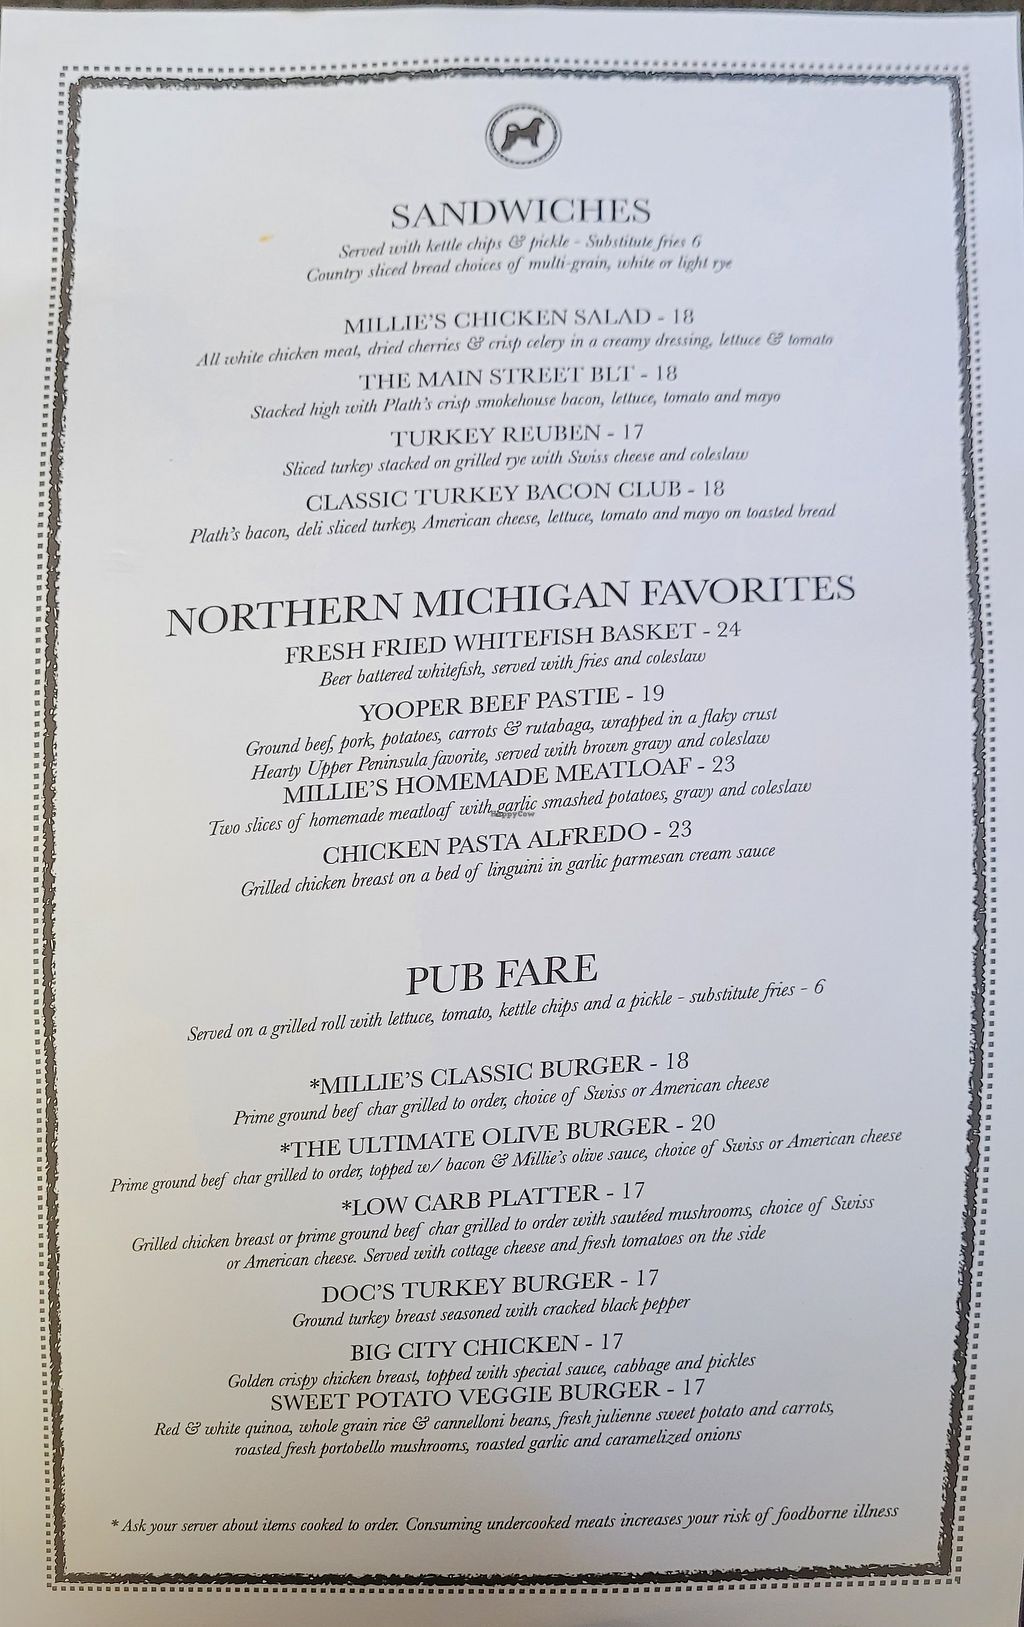 SANDWICHES
Served with kettle chips & pickle - Substitute fries 6
Country sliced bread choices of multi-grain, white or light rye
MILLIE'S CHICKEN SALAD - 18
All white chicken meat, dried cherries & crisp celery in a creamy dressing, lettuce & tomato
THE MAIN STREET BLT - 18
Stacked high with Plath's crisp smokehouse bacon, lettuce, tomato and mayo
TURKEY REUBEN - 17
Sliced turkey stacked on grilled rye with Swiss cheese and coleslaw
CLASSIC TURKEY BACON CLUB - 18
Plath's bacon, deli sliced turkey, American cheese, lettuce, tomato and mayo on toasted bread
NORTHERN MICHIGAN FAVORITES
FRESH FRIED WHITEFISH BASKET - 24
Beer battered whitefish, served with fries and coleslaw
YOOPER BEEF PASTIE - 19
Ground beef, pork, potatoes, carrots & rutabaga, wrapped in a flaky crust
Hearty Upper Peninsula favorite, served with brown gravy and coleslaw
MILLIE'S HOMEMADE MEATLOAF - 23
Two slices of homemade meatloaf with garlic smashed potatoes, gravy and coleslaw
HappyCow
CHICKEN PASTA ALFREDO - 23
Grilled chicken breast on a bed of linguini in garlic parmesan cream sauce
PUB FARE
Served on a grilled roll with lettuce, tomato, kettle chips and a pickle - substitute fries - 6
*MILLIE'S CLASSIC BURGER - 18
Prime ground beef char grilled to order, choice of Swiss or American cheese
*THE ULTIMATE OLIVE BURGER - 20
Prime ground beef char grilled to order, topped w/ bacon & Millie's olive sauce, choice of Swiss or American cheese
*LOW CARB PLATTER - 17
Grilled chicken breast or prime ground beef char grilled to order with sautéed mushrooms, choice of Swiss
or American cheese. Served with cottage cheese and fresh tomatoes on the side
DOC'S TURKEY BURGER - 17
Ground turkey breast seasoned with cracked black pepper
BIG CITY CHICKEN - 17
Golden crispy chicken breast, topped with special sauce, cabbage and pickles
SWEET POTATO VEGGIE BURGER - 17
Red & white quinoa, whole grain rice & cannelloni beans, fresh julienne sweet potato and carrots,
roasted fresh portobello mushrooms, roasted garlic and caramelized onions
* Ask your server about items cooked to order. Consuming undercooked meats increases your risk of foodborne illness